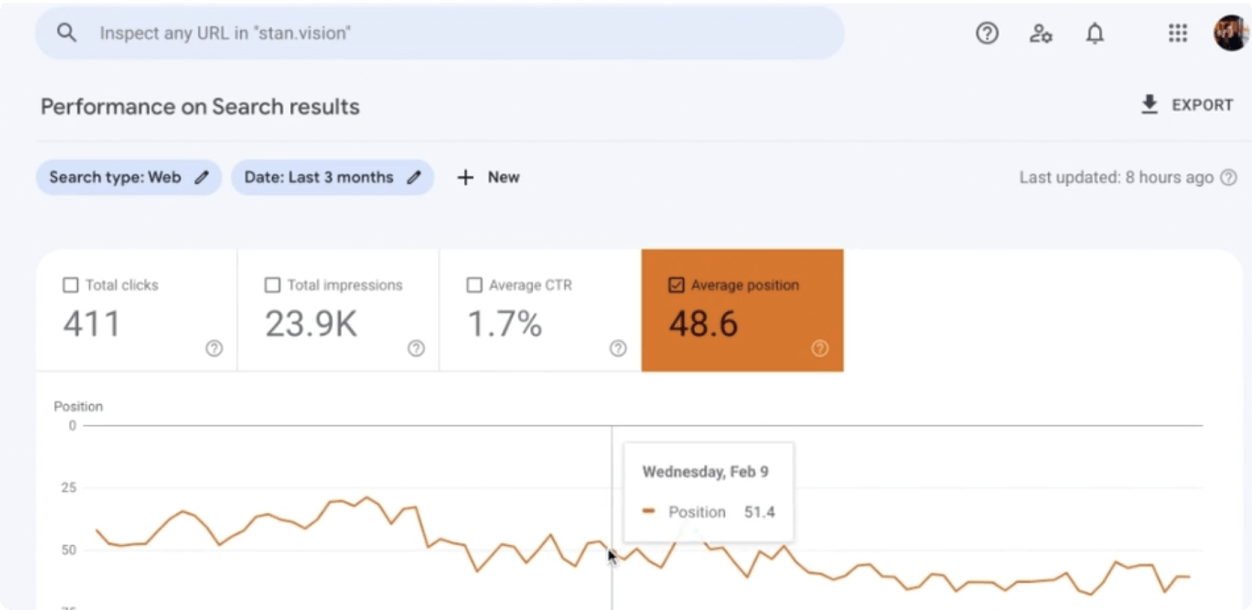 Inspect any URL in "stan.vision"
Performance on Search results
EXPORT
Search type: Web
Date: Last 3 months
+ New
Last updated: 8 hours ago
Total clicks
411
Total impressions
23.9K
Average CTR
1.7%
Average position
48.6
Position
0
25
50
Wednesday, Feb 9
Position 51.4